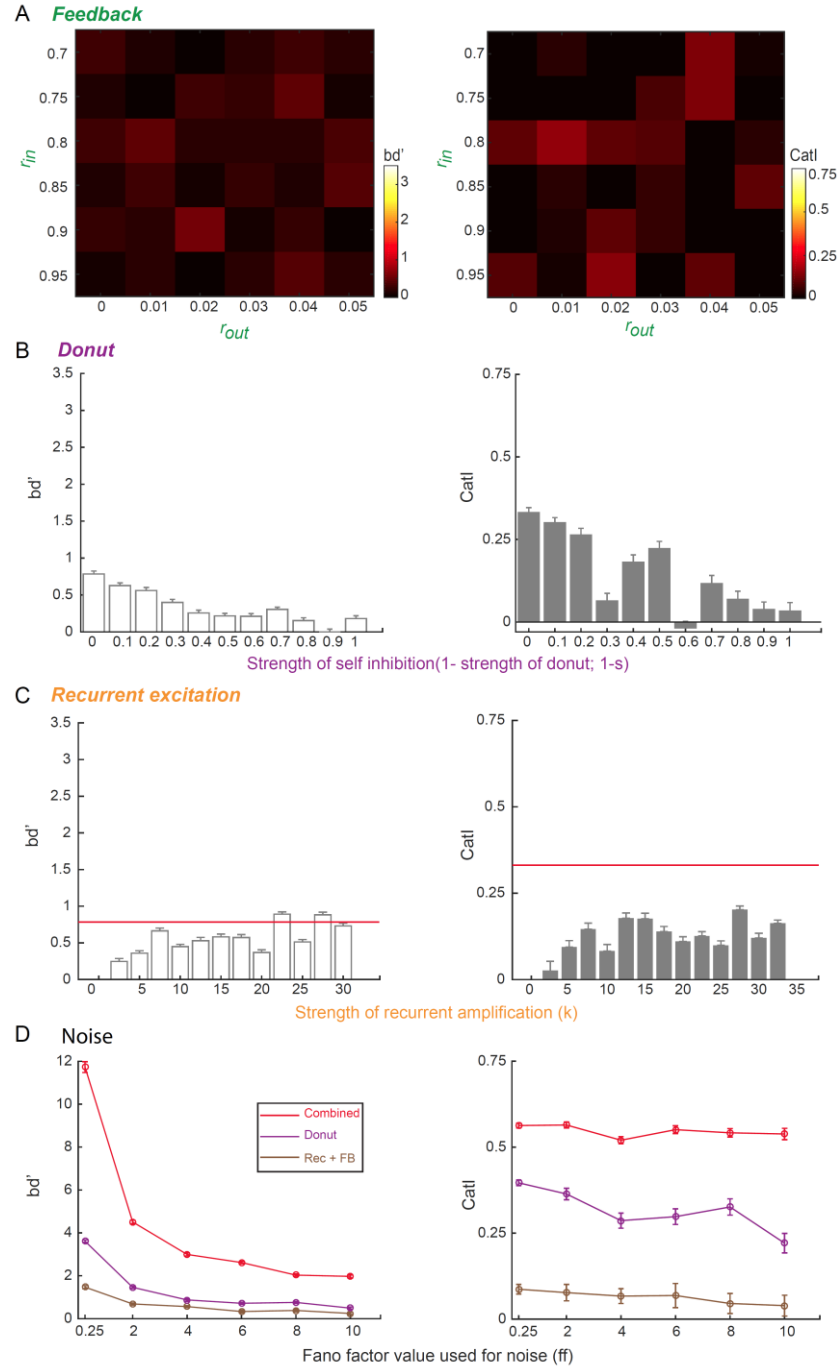 A Feedback
0.7
0.75
0.8
0.85
0.9
0.95
r_in
0 0.01 0.02 0.03 0.04 0.05
r_out
bd'
3
2
1
0
0.7
0.75
0.8
0.85
0.9
0.95
r_in
0 0.01 0.02 0.03 0.04 0.05
r_out
CatI
0.75
0.25
0.25
0
B Donut
3.5
3
2.5
2
1.5
1
0.5
0
bd'
0 0.1 0.2 0.3 0.4 0.5 0.6 0.7 0.8 0.9 1
0.75
0.5
0.25
0
CatI
0 0.1 0.2 0.3 0.4 0.5 0.6 0.7 0.8 0.9 1
Strength of self inhibition(1- strength of donut; 1-s)
C Recurrent excitation
3.5
3
2.5
2
1.5
1
0.5
0
bd'
0 5 10 15 20 25 30
0.75
0.5
0.25
0
CatI
0 5 10 15 20 25 30 35
Strength of recurrent amplification (k)
D Noise
12
10
8
6
4
2
0
bd'
0.25 2 4 6 8 10
Combined
Donut
Rec + FB
0.75
0.5
0.25
0
CatI
0.25 2 4 6 8 10
Fano factor value used for noise (ff)